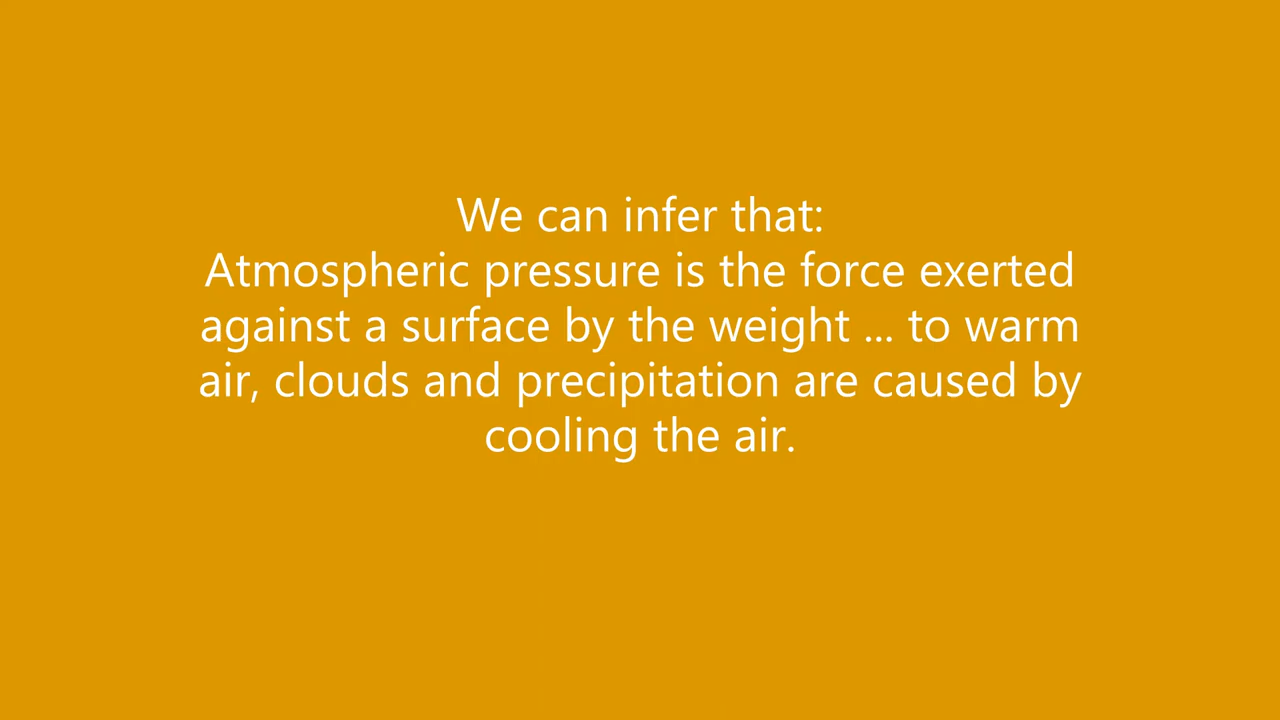 We can infer that:
Atmospheric pressure is the force exerted
against a surface by the weight ... to warm
air, clouds and precipitation are caused by
cooling the air.